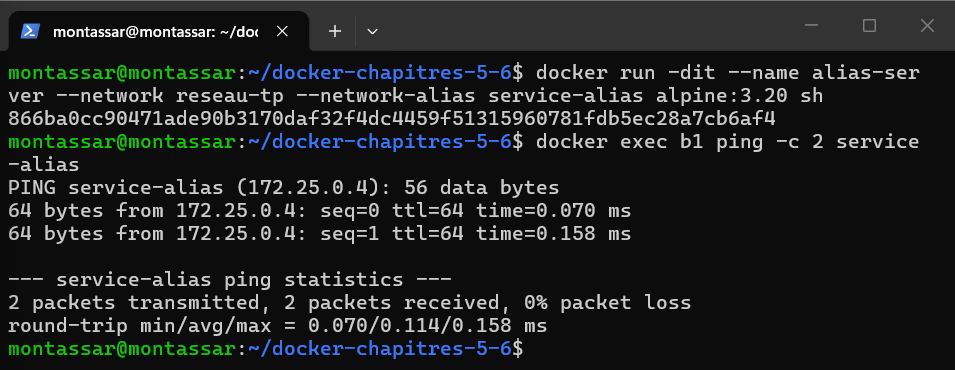 montassar@montassar: ~/doc
montassar@montassar:~/docker-chapitres-5-6$ docker run -dit --name alias-ser
ver --network reseau-tp --network-alias service-alias alpine:3.20 sh
866ba0cc90471ade90b3170daf32f4dc4459f51315960781fdb5ec28a7cb6af4
montassar@montassar:~/docker-chapitres-5-6$ docker exec b1 ping -c 2 service
-alias
PING service-alias (172.25.0.4): 56 data bytes
64 bytes from 172.25.0.4: seq=0 ttl=64 time=0.070 ms
64 bytes from 172.25.0.4: seq=1 ttl=64 time=0.158 ms

--- service-alias ping statistics ---
2 packets transmitted, 2 packets received, 0% packet loss
round-trip min/avg/max = 0.070/0.114/0.158 ms
montassar@montassar:~/docker-chapitres-5-6$